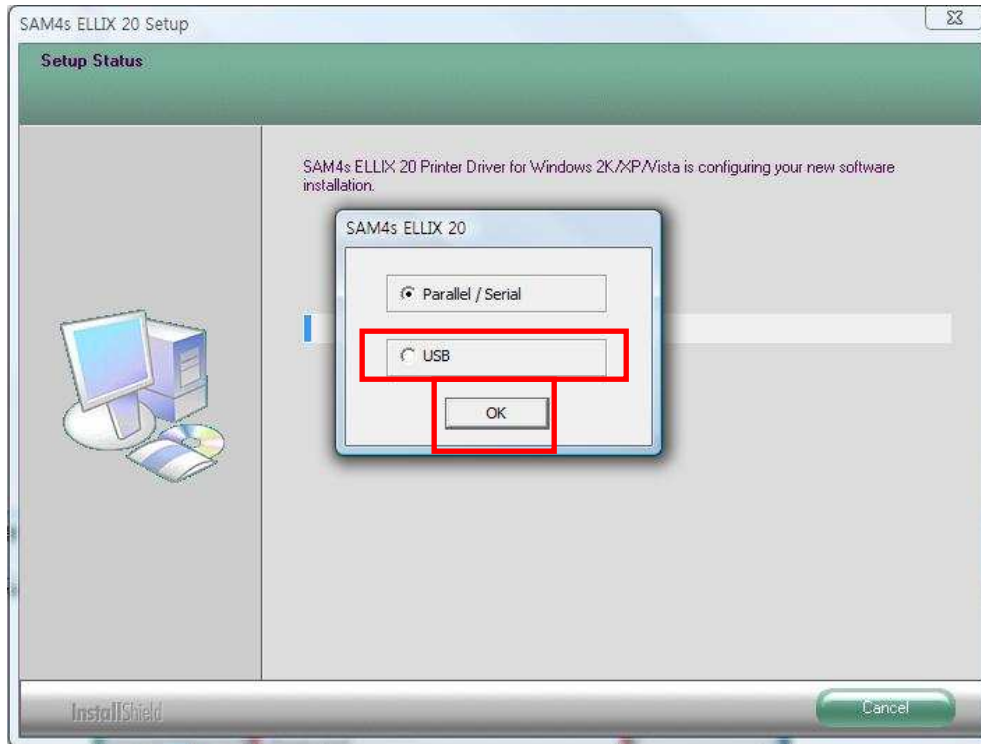 SAM4s ELLIX 20 Setup
Setup Status
SAM4s ELLIX 20 Printer Driver for Windows 2K/XP/Vista is configuring your new software
installation.
SAM4s ELLIX 20
Parallel / Serial
USB
OK
InstallShield
Cancel